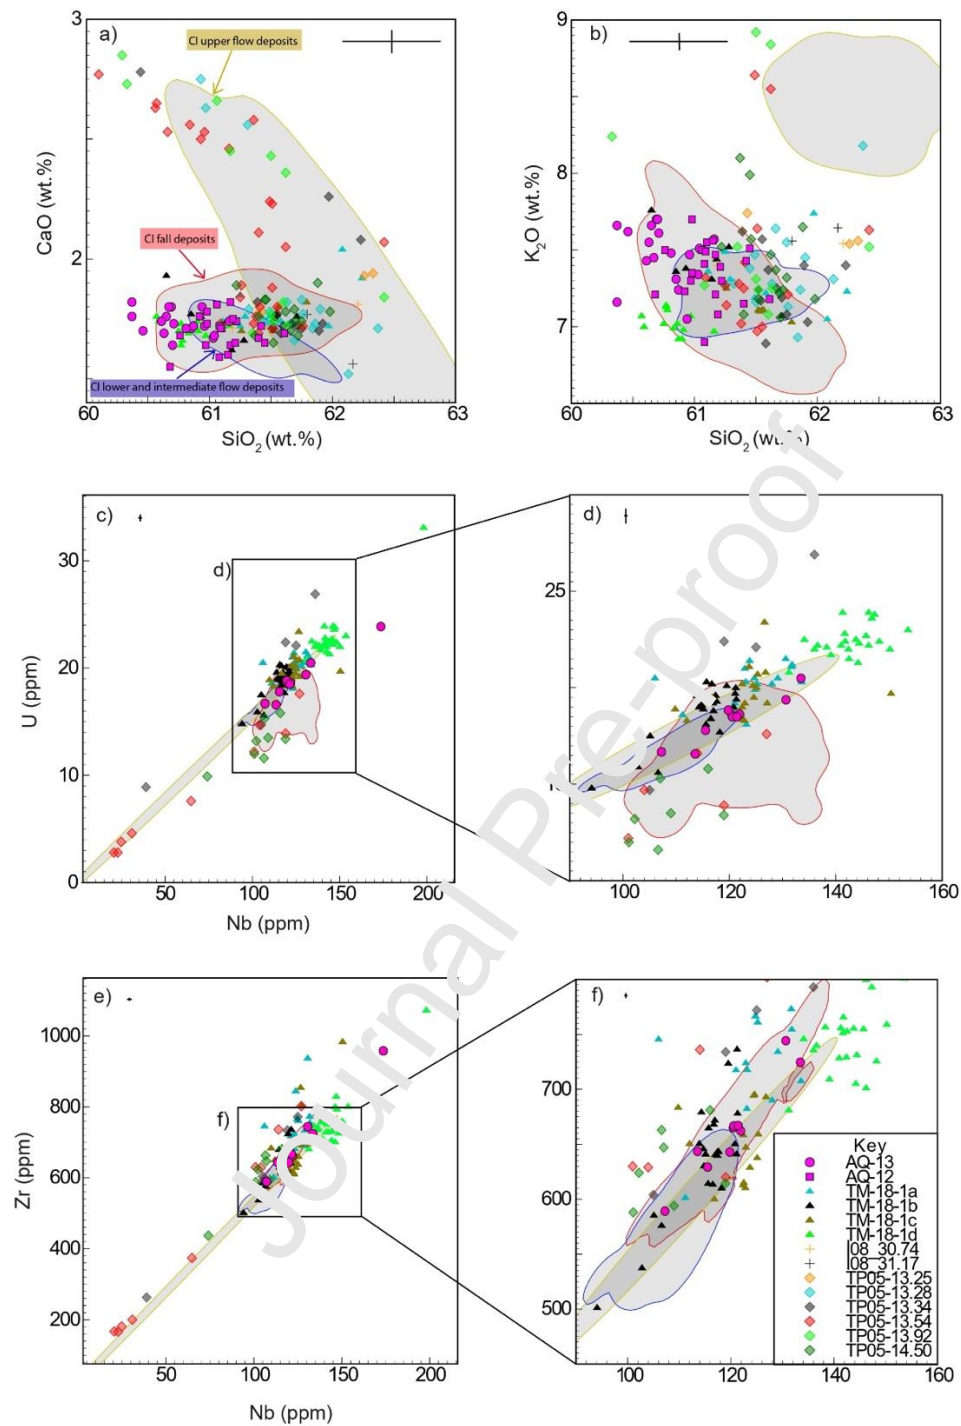 3
a)
CI upper flow deposits
CaO (wt.%)
2
CI fall deposits
CI lower and intermediate flow deposits
60
61
62
63
SiO₂ (wt.%)
9
b)
K₂O (wt.%)
8
7
60
61
62
63
SiO₂ (wt.%)
c)
d)
U (ppm)
30
20
10
0
50
100
150
200
Nb (ppm)
d)
25
100
120
140
160
e)
f)
Zr (ppm)
1000
800
600
400
200
50
100
150
200
Nb (ppm)
f)
700
600
500
100
120
140
160
Key
AQ-13
AQ-12
TM-18-1a
TM-18-1b
TM-18-1c
TM-18-1d
I08_30.74
I08_31.17
TP05-13.25
TP05-13.28
TP05-13.34
TP05-13.54
TP05-13.92
TP05-14.50
Journal Pre-proof